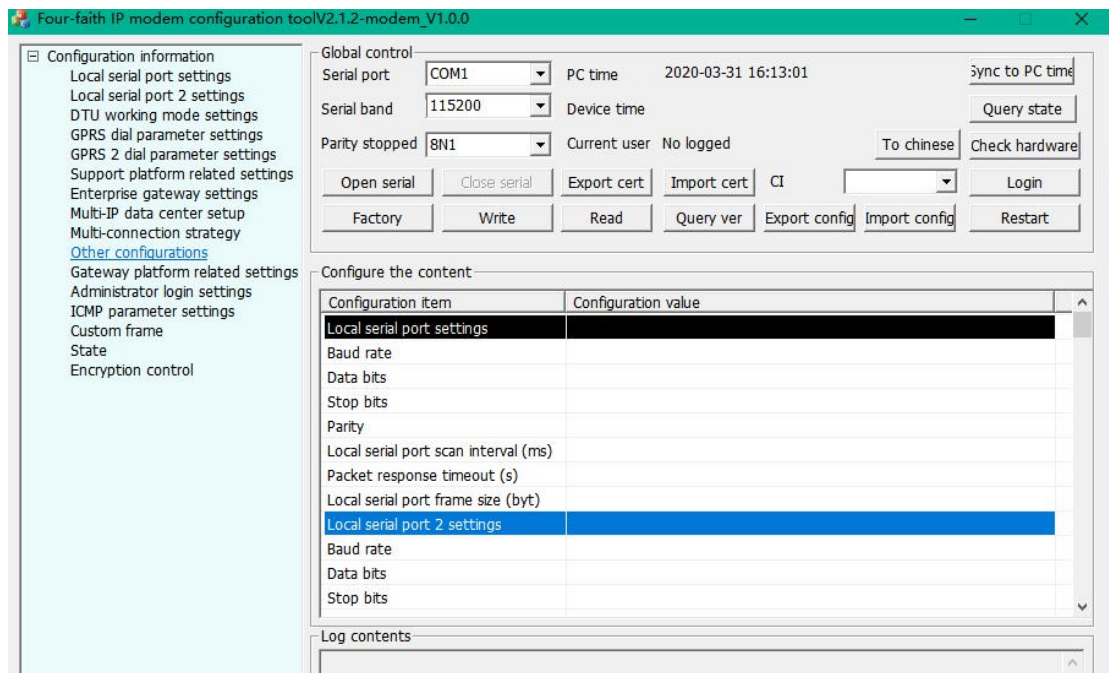 Four-faith IP modem configuration toolV2.1.2-modem_V1.0.0
Configuration information
Local serial port settings
Local serial port 2 settings
DTU working mode settings
GPRS dial parameter settings
GPRS 2 dial parameter settings
Support platform related settings
Enterprise gateway settings
Multi-IP data center setup
Multi-connection strategy
Other configurations
Gateway platform related settings
Administrator login settings
ICMP parameter settings
Custom frame
State
Encryption control
Global control
Serial port COM1 PC time 2020-03-31 16:13:01 Sync to PC time
Serial band 115200 Device time Query state
Parity stopped 8N1 Current user No logged To chinese Check hardware
Open serial Close serial Export cert Import cert CI Login
Factory Write Read Query ver Export config Import config Restart
Configure the content
Configuration item Configuration value
Local serial port settings
Baud rate
Data bits
Stop bits
Parity
Local serial port scan interval (ms)
Packet response timeout (s)
Local serial port frame size (byt)
Local serial port 2 settings
Baud rate
Data bits
Stop bits
Log contents